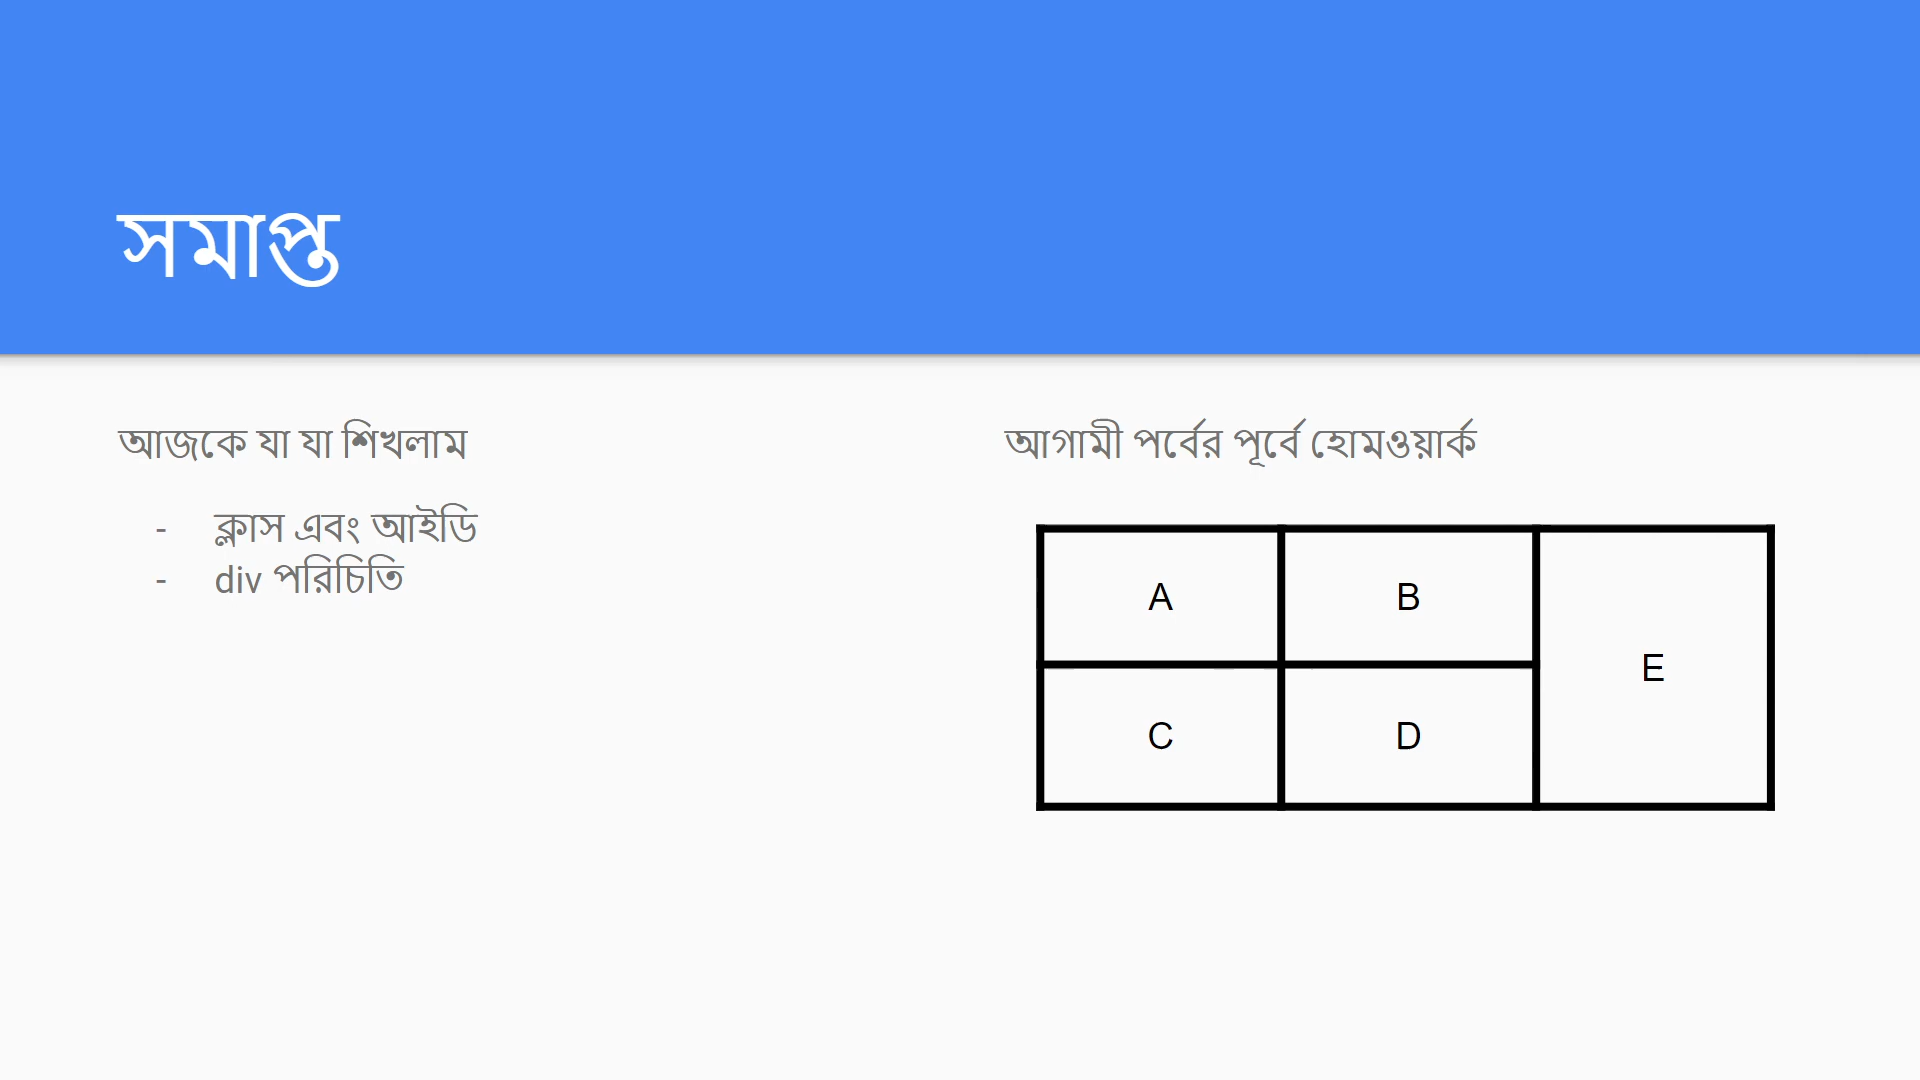 সমাপ্ত
আজকে যা যা শিখলাম
- ক্লাস এবং আইডি
- div পরিচিতি
আগামী পর্বের পূর্বে হোমওয়ার্ক
A
B
E
C
D